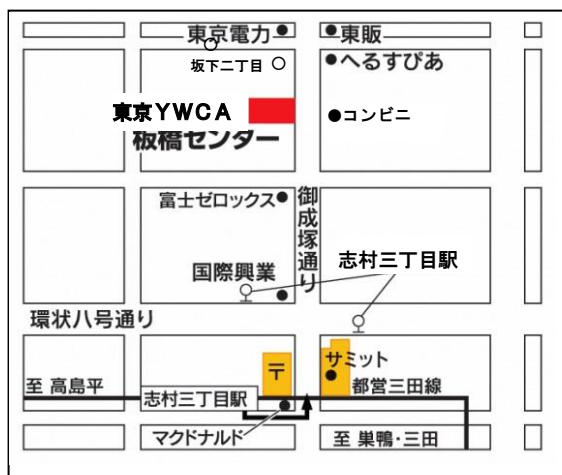 東京電力
東販
坂下二丁目
へるすぴあ
東京YWCA
コンビニ
板橋センター
富士ゼロックス
御成塚通り
志村三丁目駅
国際興業
環状八号通り
サミット
〒
至 高島平
志村三丁目駅
都営三田線
マクドナルド
至 巣鴨・三田